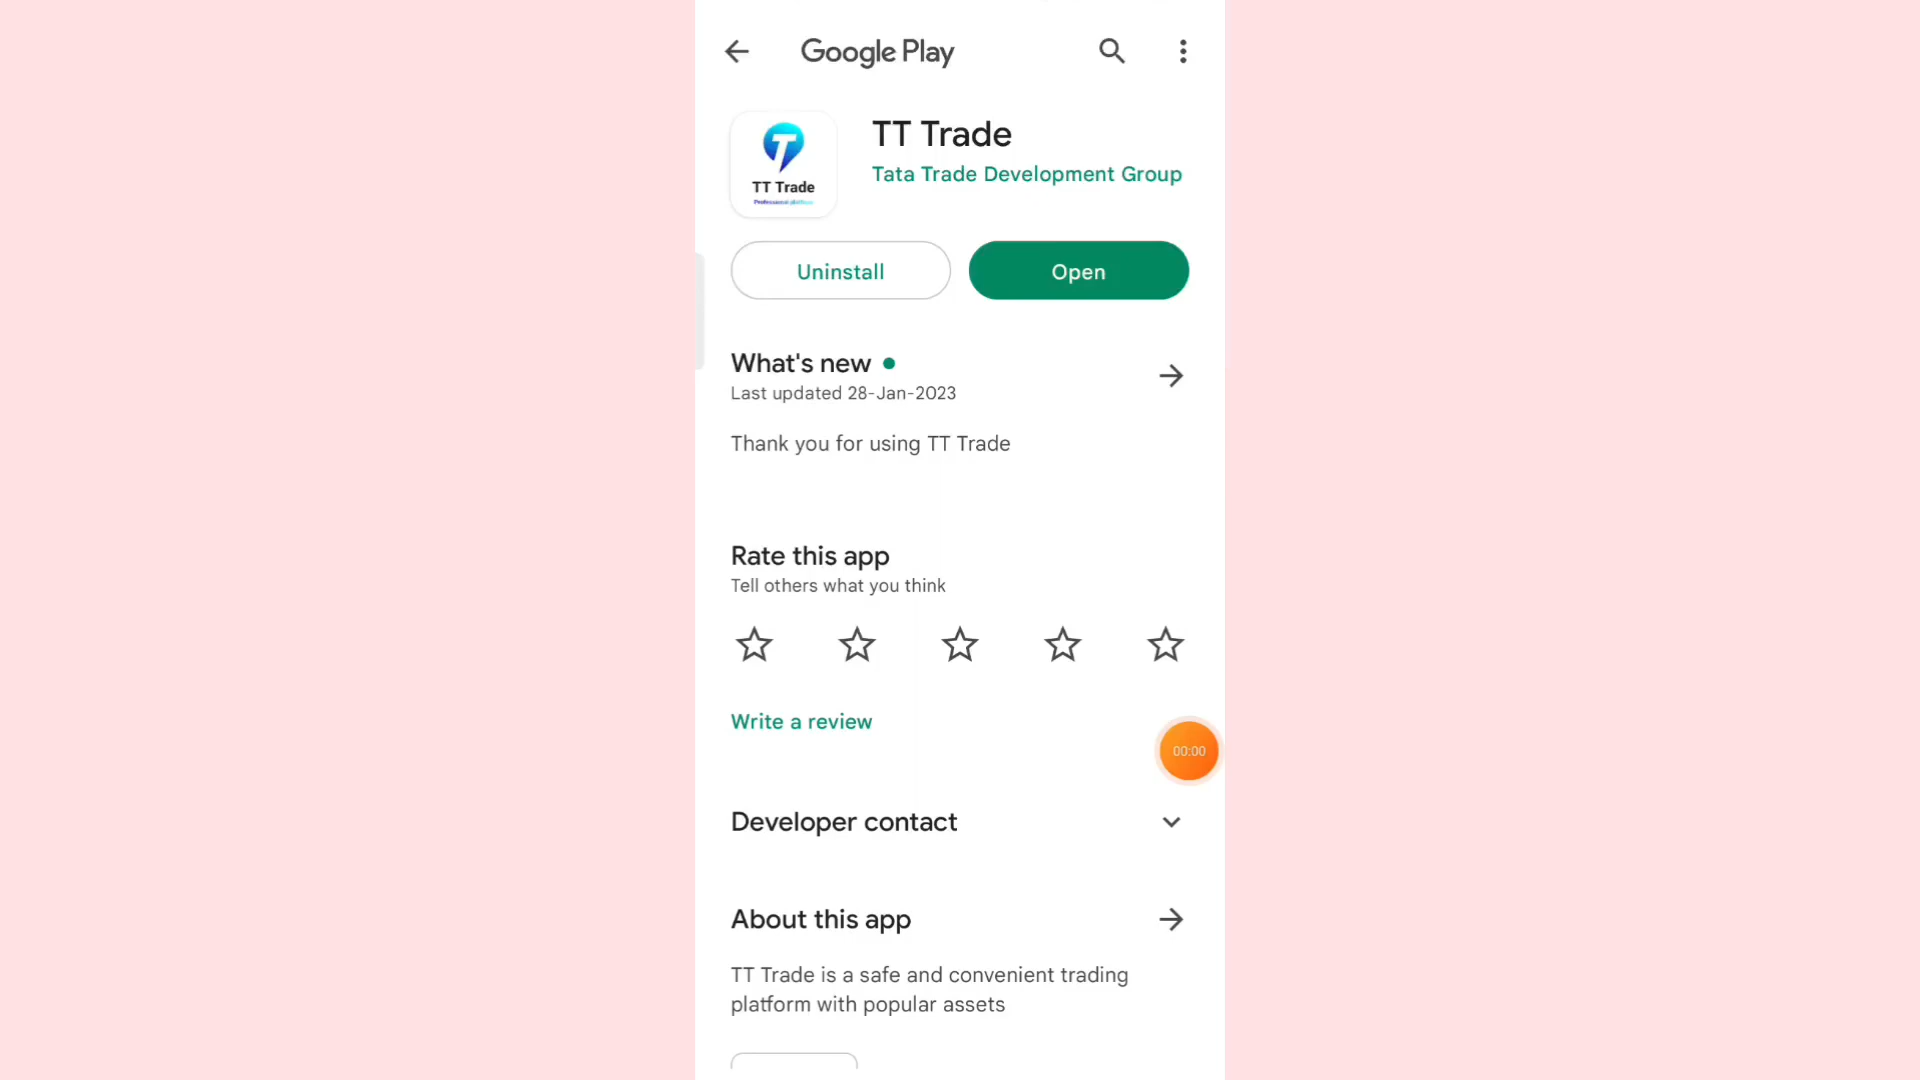 Google Play
TT Trade
Tata Trade Development Group
TT Trade
Professional platform
Uninstall
Open
What's new
Last updated 28-Jan-2023
Thank you for using TT Trade
Rate this app
Tell others what you think
Write a review
00:00
Developer contact
About this app
TT Trade is a safe and convenient trading
platform with popular assets